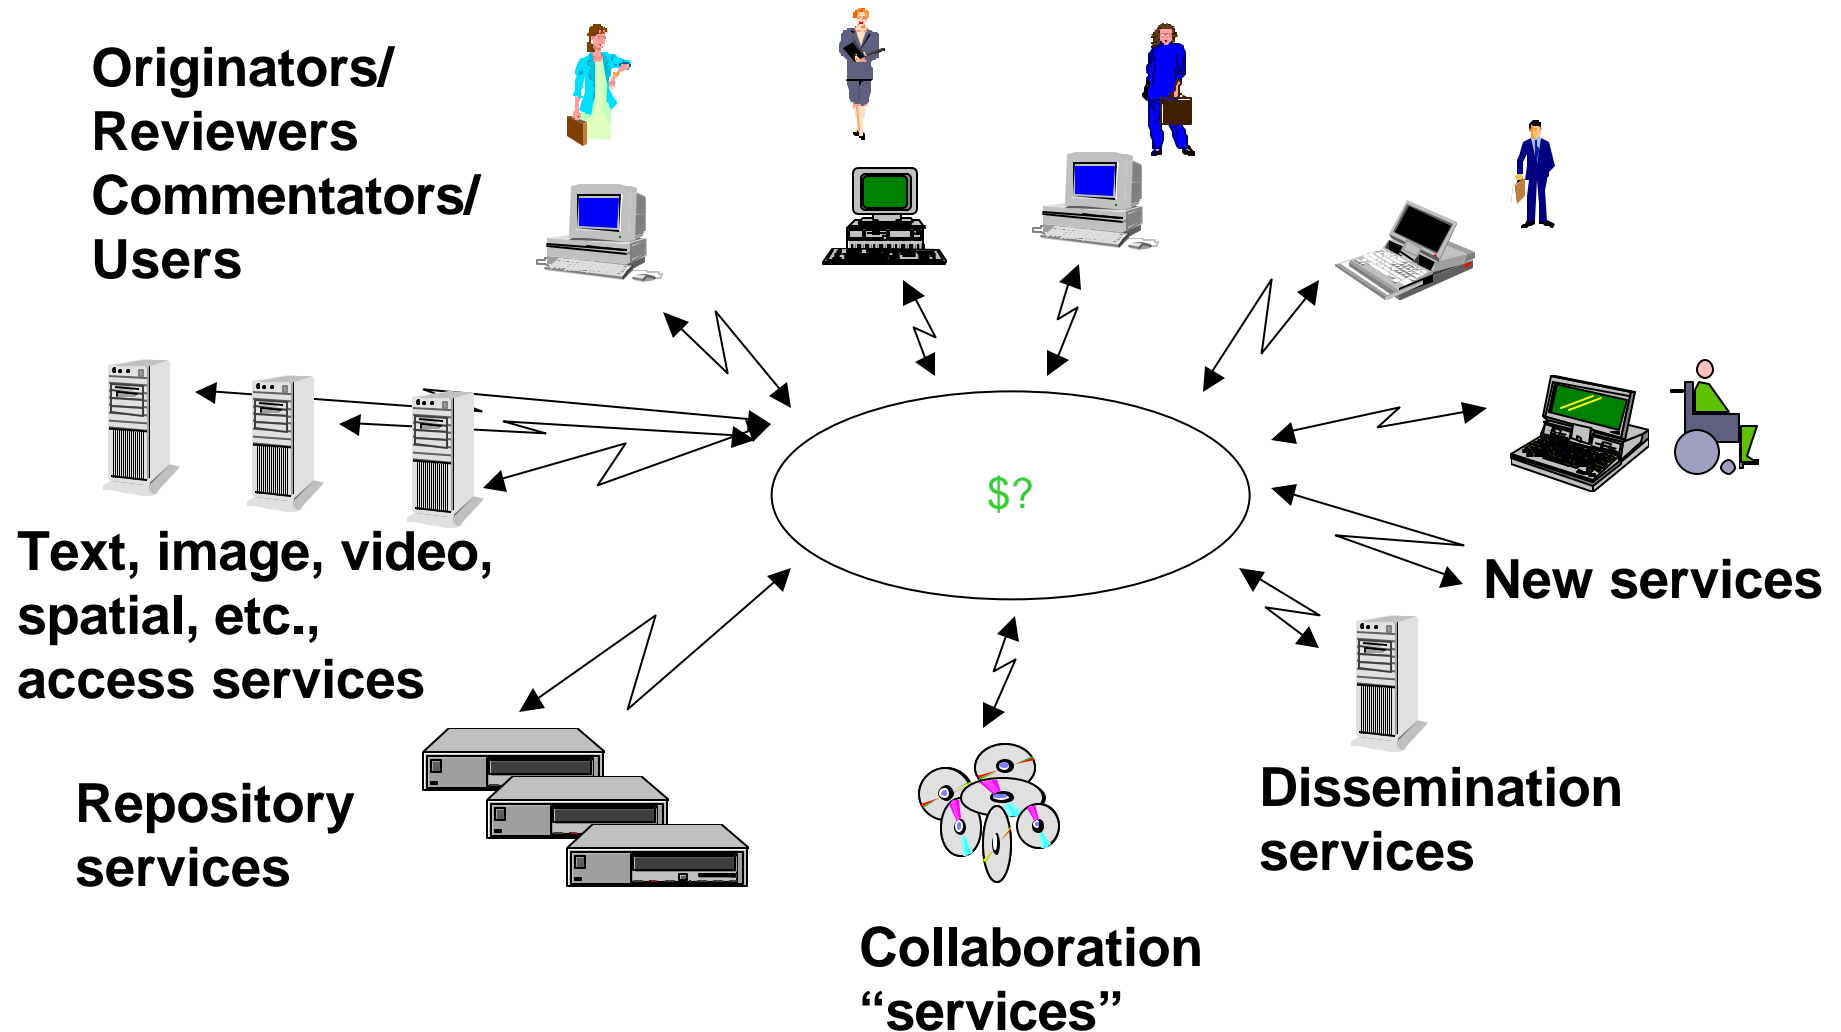 Originators/
Reviewers
Commentators/
Users
$?
Text, image, video,
spatial, etc.,
access services
New services
Repository
services
Dissemination
services
Collaboration
“services”